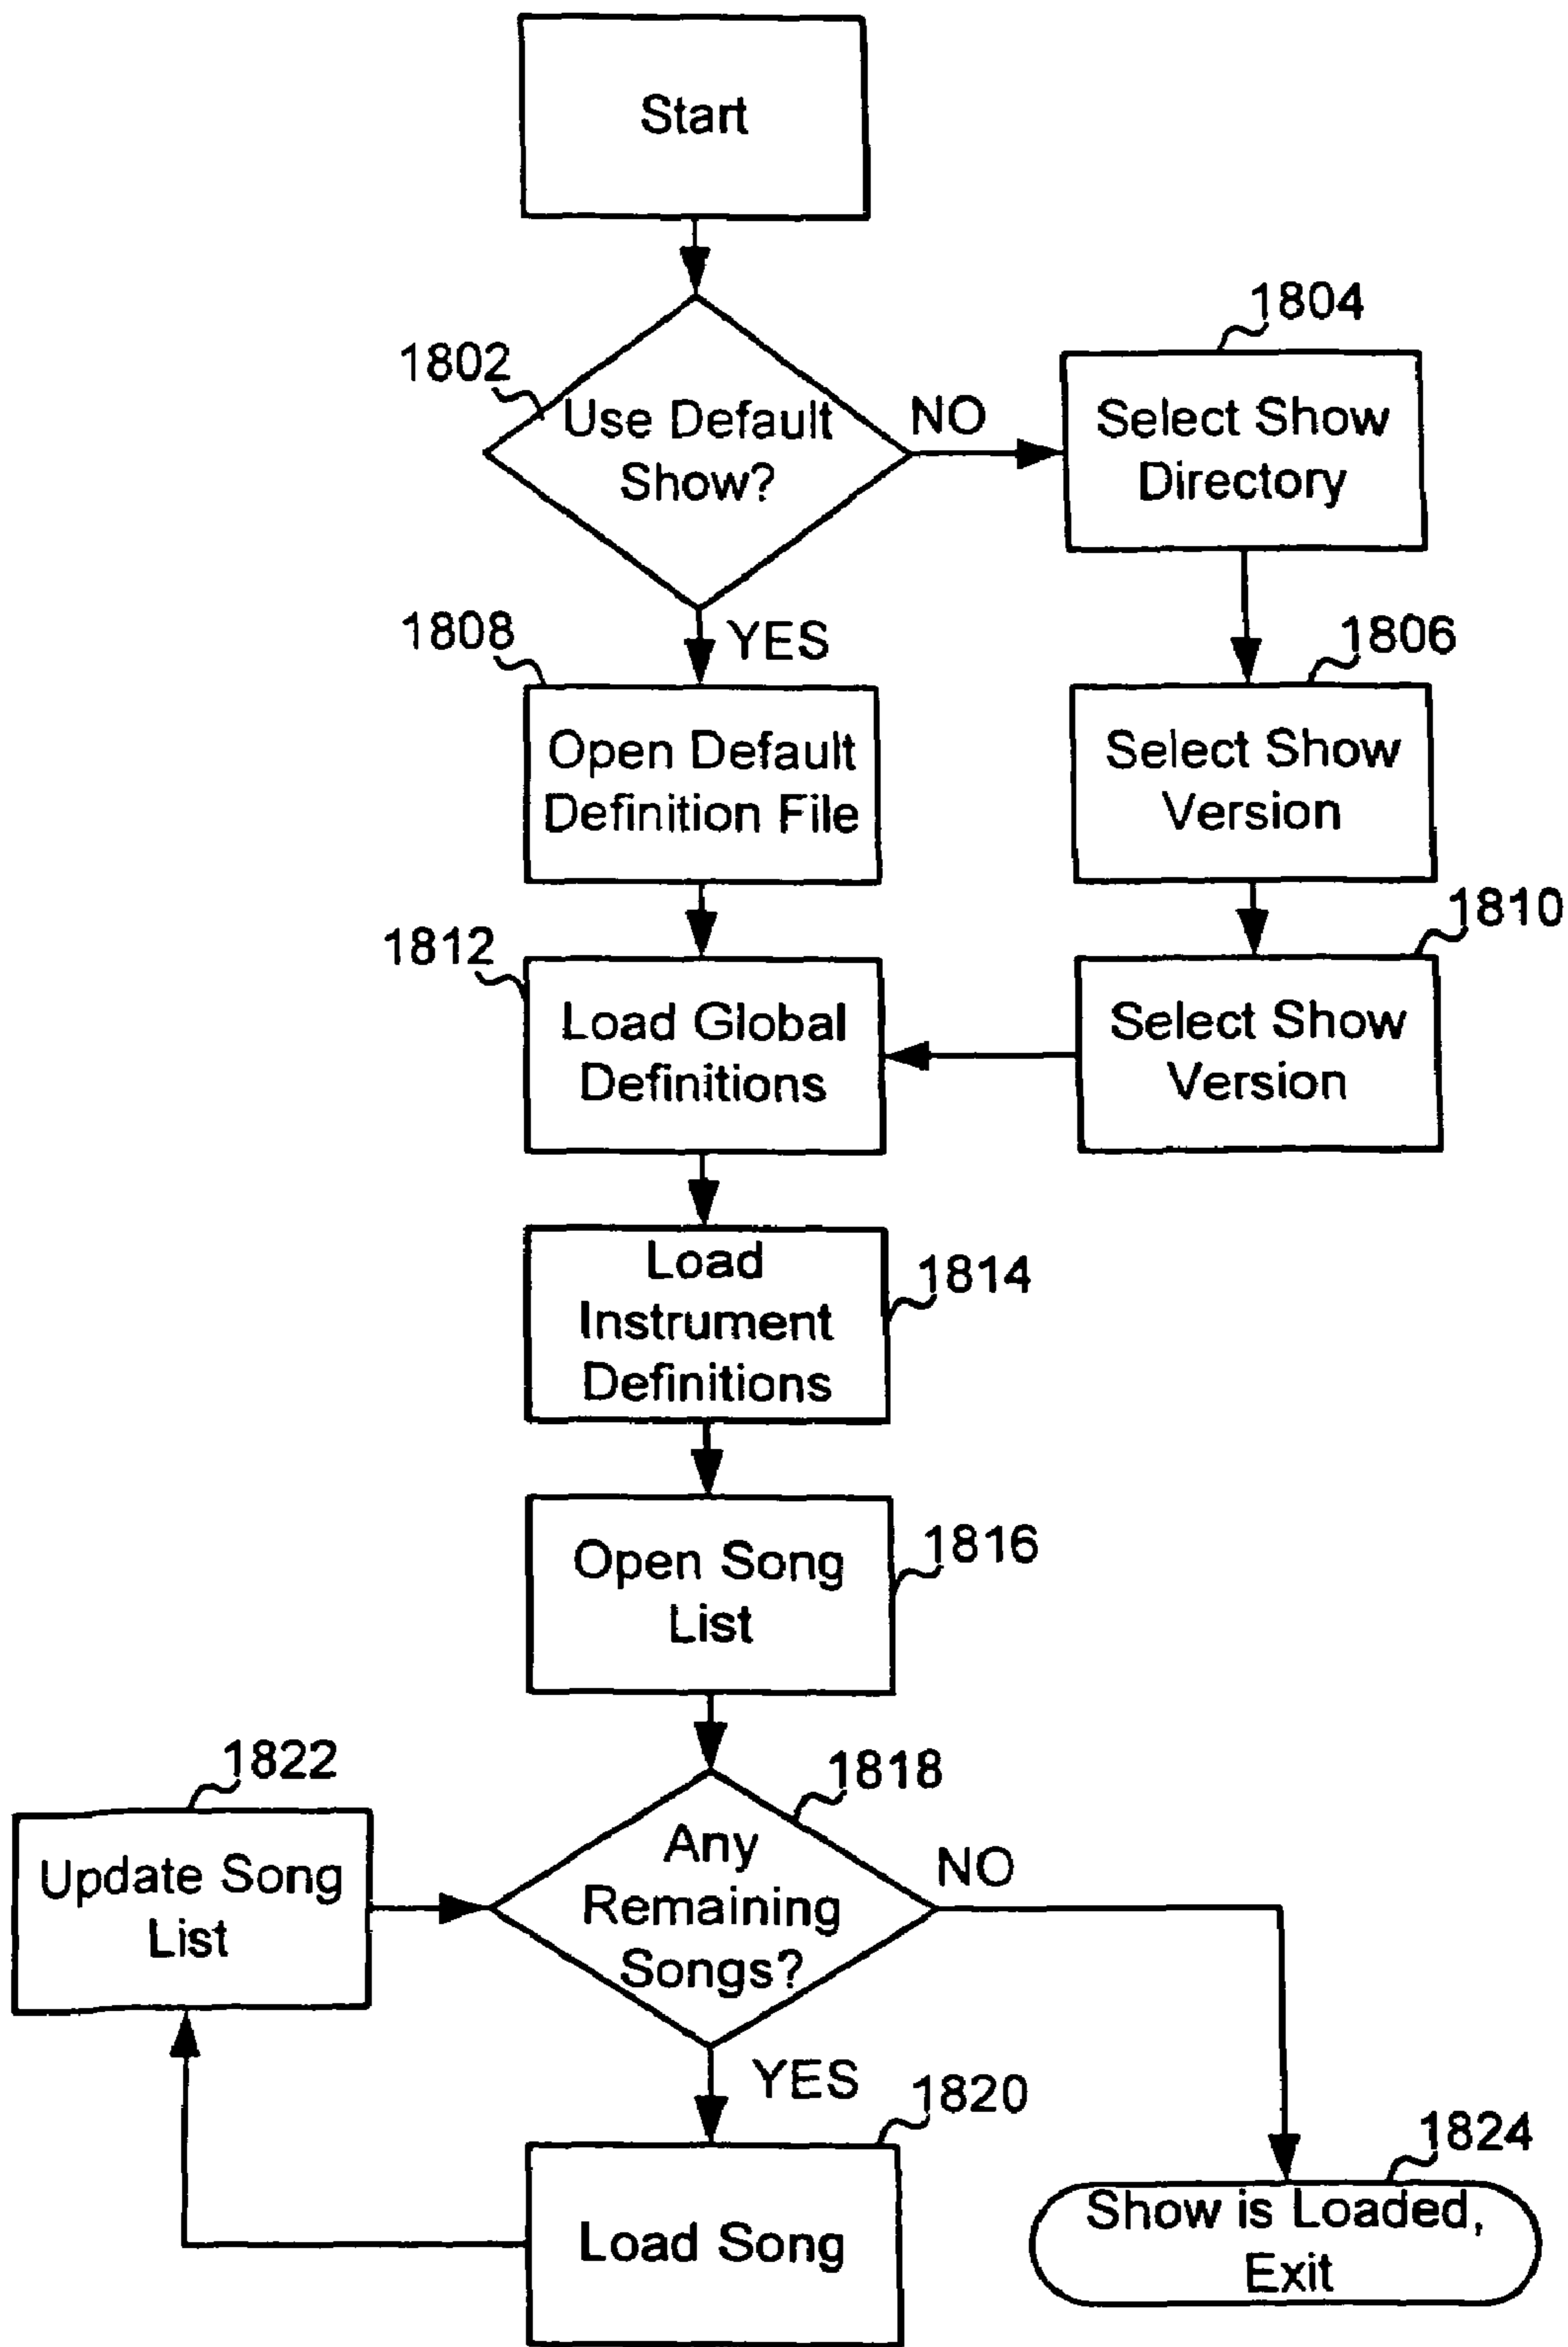 Start
1802
Use Default
Show?
NO
1804
Select Show
Directory
YES
1808
Open Default
Definition File
1806
Select Show
Version
1812
Load Global
Definitions
1810
Select Show
Version
Load
Instrument
Definitions
1814
Open Song
List
1816
1822
Update Song
List
1818
Any
Remaining
Songs?
NO
YES
1820
Load Song
1824
Show is Loaded,
Exit